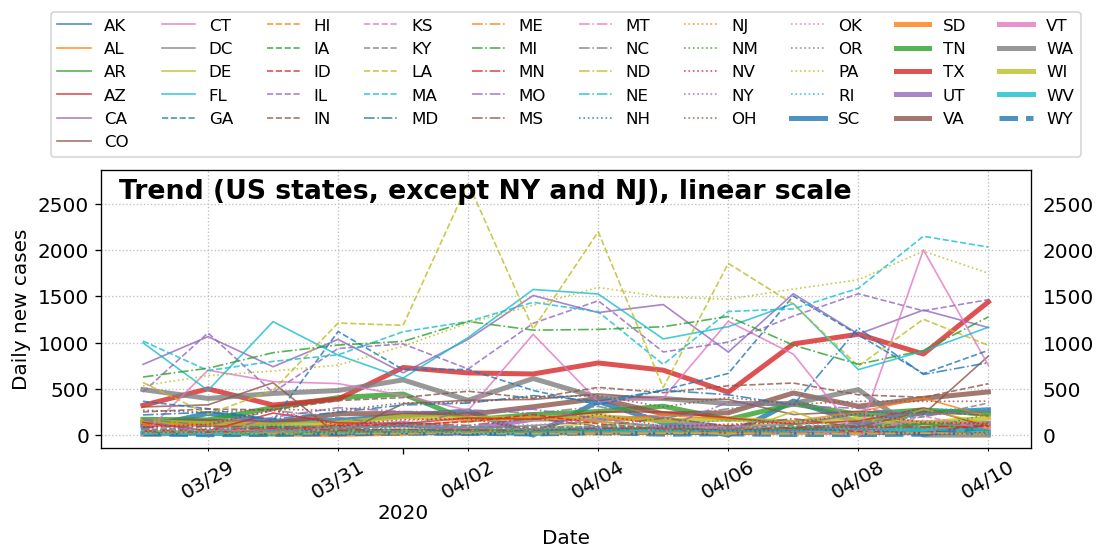 AK CT HI KS ME MT NJ OK SD VT
AL DC IA KY MI NC NM OR TN WA
AR DE ID LA MN ND NV PA TX WI
AZ FL IL MA MO NE NY RI UT WV
CA GA IN MD MS NH OH SC VA WY
CO
Trend (US states, except NY and NJ), linear scale
2500 2500
2000 2000
1500 1500
1000 1000
500 500
0 0
Daily new cases
03/29 03/31 04/02 04/04 04/06 04/08 04/10
2020
Date